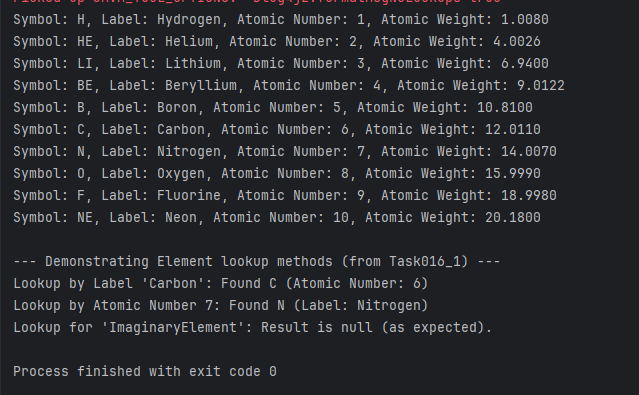 Symbol: H, Label: Hydrogen, Atomic Number: 1, Atomic Weight: 1.0080
Symbol: HE, Label: Helium, Atomic Number: 2, Atomic Weight: 4.0026
Symbol: LI, Label: Lithium, Atomic Number: 3, Atomic Weight: 6.9400
Symbol: BE, Label: Beryllium, Atomic Number: 4, Atomic Weight: 9.0122
Symbol: B, Label: Boron, Atomic Number: 5, Atomic Weight: 10.8100
Symbol: C, Label: Carbon, Atomic Number: 6, Atomic Weight: 12.0110
Symbol: N, Label: Nitrogen, Atomic Number: 7, Atomic Weight: 14.0070
Symbol: O, Label: Oxygen, Atomic Number: 8, Atomic Weight: 15.9990
Symbol: F, Label: Fluorine, Atomic Number: 9, Atomic Weight: 18.9980
Symbol: NE, Label: Neon, Atomic Number: 10, Atomic Weight: 20.1800
--- Demonstrating Element lookup methods (from Task016_1) ---
Lookup by Label 'Carbon': Found C (Atomic Number: 6)
Lookup by Atomic Number 7: Found N (Label: Nitrogen)
Lookup for 'ImaginaryElement': Result is null (as expected).
Process finished with exit code 0